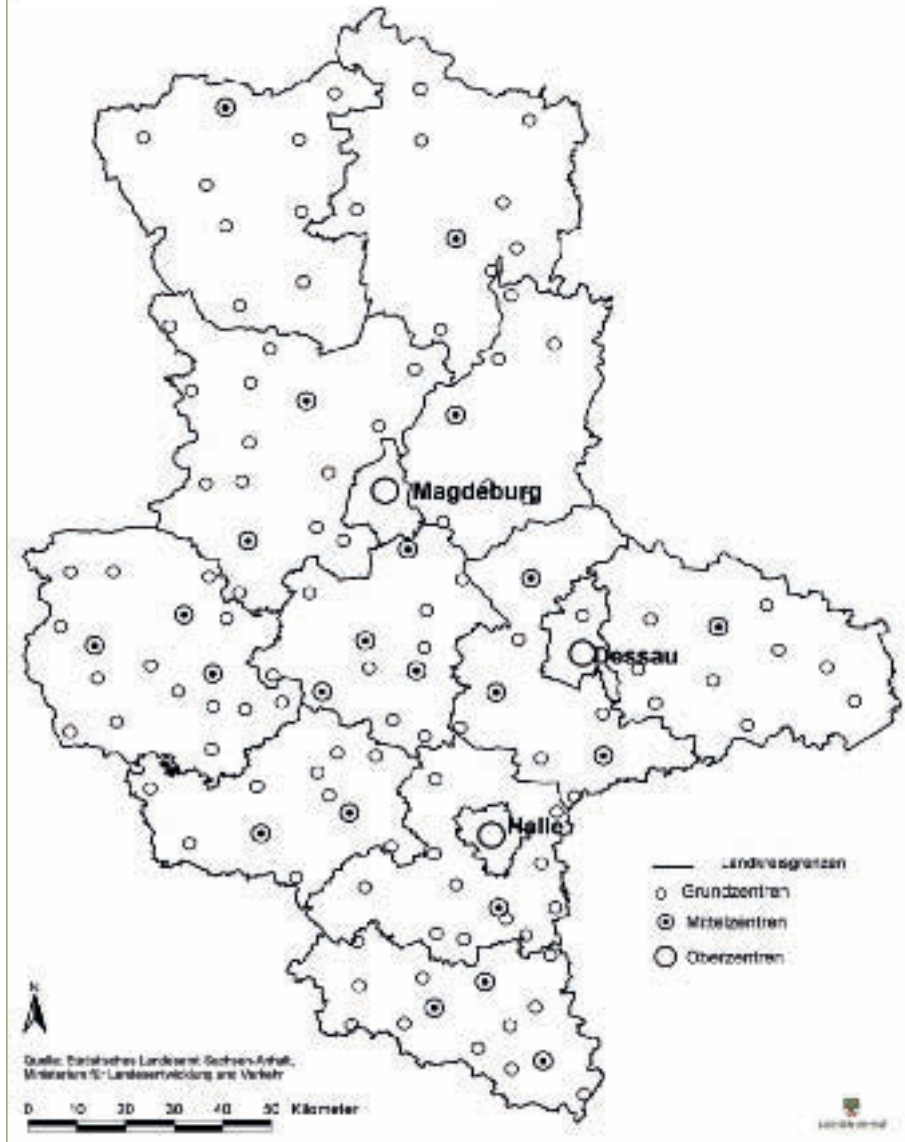 Magdeburg
Dessau
Halle
Landkreisgrenzen
Grundzentren
Mittelzentren
Oberzentren
N
Quelle: Statistisches Landesamt Sachsen-Anhalt,
Ministerium für Landesentwicklung und Verkehr
0 10 20 30 40 50 Kilometer